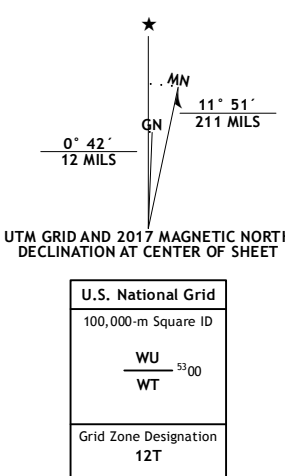 ★
MN
GN
11° 51´
211 MILS
0° 42´
12 MILS
UTM GRID AND 2017 MAGNETIC NORTH
DECLINATION AT CENTER OF SHEET
U.S. National Grid
100,000-m Square ID
WU
5300
WT
Grid Zone Designation
12T